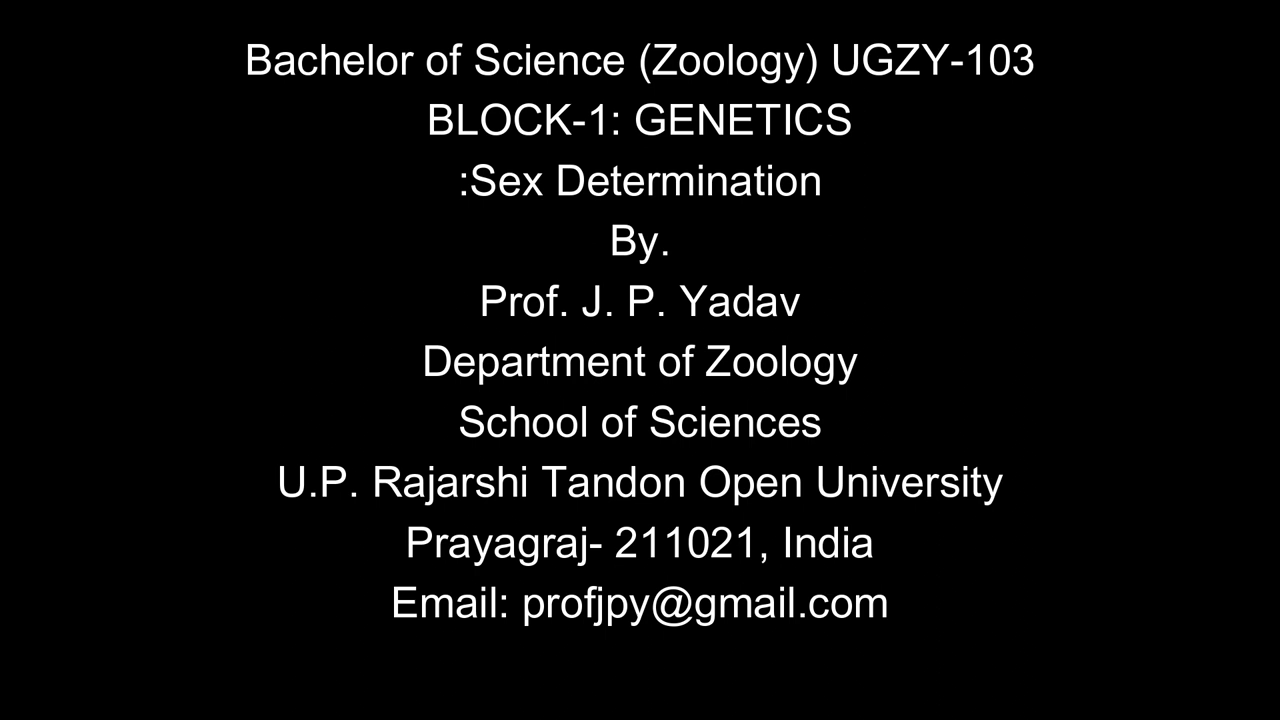 Bachelor of Science (Zoology) UGZY-103
BLOCK-1: GENETICS
:Sex Determination
By.
Prof. J. P. Yadav
Department of Zoology
School of Sciences
U.P. Rajarshi Tandon Open University
Prayagraj- 211021, India
Email: profjpy@gmail.com